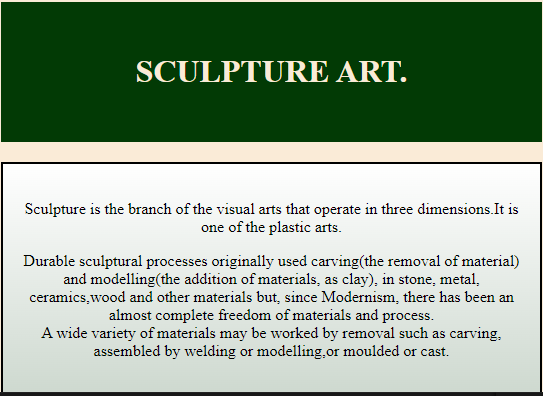 SCULPTURE ART.
Sculpture is the branch of the visual arts that operate in three dimensions.It is
one of the plastic arts.
Durable sculptural processes originally used carving(the removal of material)
and modelling(the addition of materials, as clay), in stone, metal,
ceramics,wood and other materials but, since Modernism, there has been an
almost complete freedom of materials and process.
A wide variety of materials may be worked by removal such as carving,
assembled by welding or modelling,or moulded or cast.